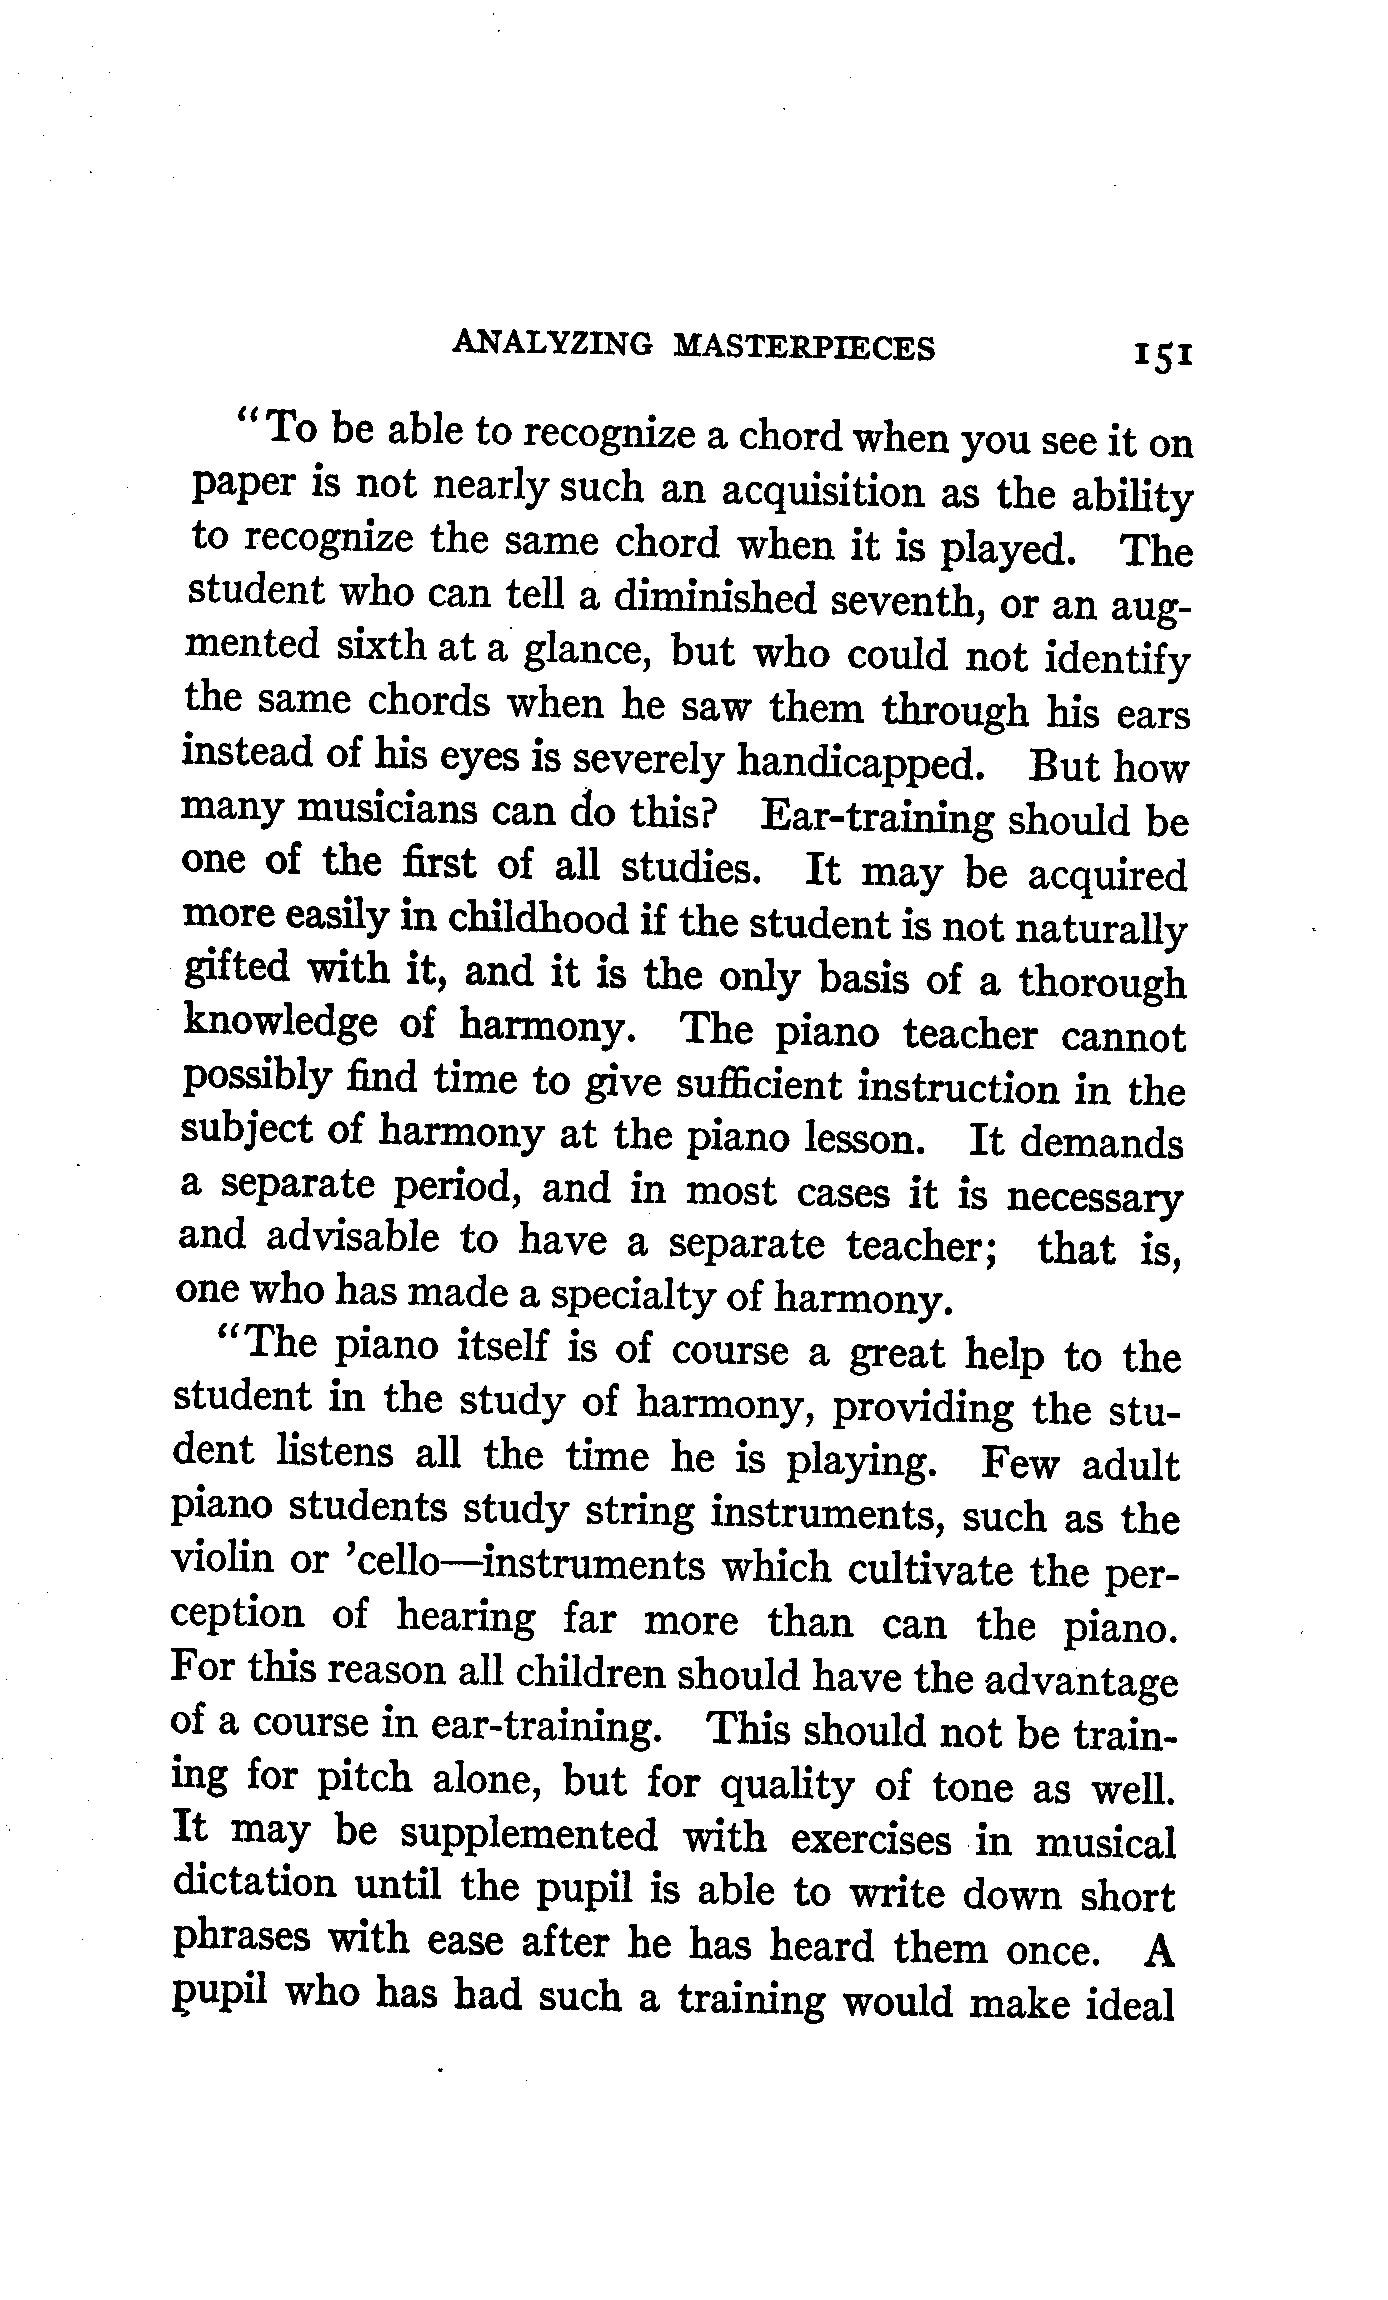 ANALYZING MASTERPIECES 151
"To be able to recognize a chord when you see it on
paper is not nearly such an acquisition as the ability
to recognize the same chord when it is played. The
student who can tell a diminished seventh, or an aug-
mented sixth at a glance, but who could not identify
the same chords when he saw them through his ears
instead of his eyes is severely handicapped. But how
many musicians can do this? Ear-training should be
one of the first of all studies. It may be acquired
more easily in childhood if the student is not naturally
gifted with it, and it is the only basis of a thorough
knowledge of harmony. The piano teacher cannot
possibly find time to give sufficient instruction in the
subject of harmony at the piano lesson. It demands
a separate period, and in most cases it is necessary
and advisable to have a separate teacher; that is,
one who has made a specialty of harmony.
"The piano itself is of course a great help to the
student in the study of harmony, providing the stu-
dent listens all the time he is playing. Few adult
piano students study string instruments, such as the
violin or 'cello—instruments which cultivate the per-
ception of hearing far more than can the piano.
For this reason all children should have the advantage
of a course in ear-training. This should not be train-
ing for pitch alone, but for quality of tone as well.
It may be supplemented with exercises in musical
dictation until the pupil is able to write down short
phrases with ease after he has heard them once. A
pupil who has had such a training would make ideal